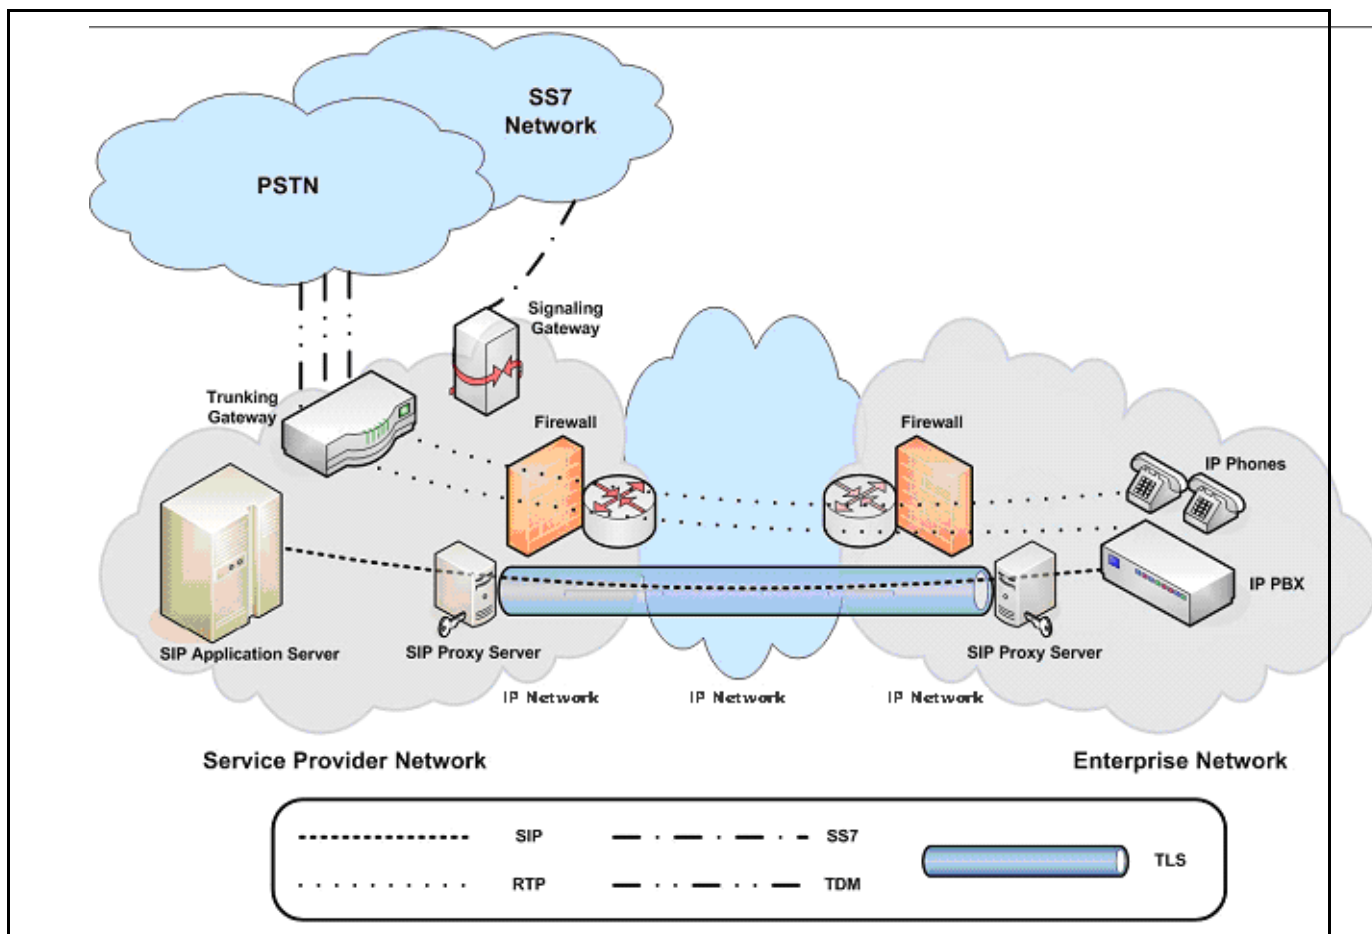 SS7
Network
PSTN
Signaling
Gateway
Trunking
Gateway
Firewall
Firewall
IP Phones
IP PBX
SIP Application Server
SIP Proxy Server
SIP Proxy Server
IP Network
IP Network
IP Network
Service Provider Network
Enterprise Network
SIP
SS7
TLS
RTP
TDM